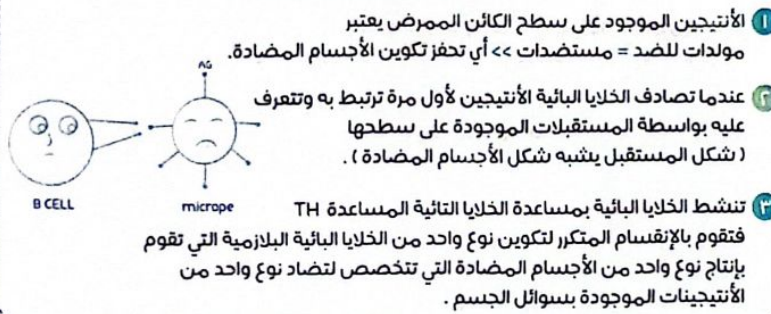 ١ الأنتيجين الموجود على سطح الكائن الممرض يعتبر
مولدات للضد = مستضدات >> أي تحفز تكوين الأجسام المضادة.
٢ عندما تصادف الخلايا البائية الأنتيجين لأول مرة ترتبط به وتتعرف
عليه بواسطة المستقبلات الموجودة على سطحها
( شكل المستقبل يشبه شكل الأجسام المضادة ) .
AG
B CELL
micrope
٣ تنشط الخلايا البائية بمساعدة الخلايا التائية المساعدة TH
فتقوم بالإنقسام المتكرر لتكوين نوع واحد من الخلايا البائية البلازمية التي تقوم
بإنتاج نوع واحد من الأجسام المضادة التي تتخصص لتضاد نوع واحد من
الأنتيجينات الموجودة بسوائل الجسم .